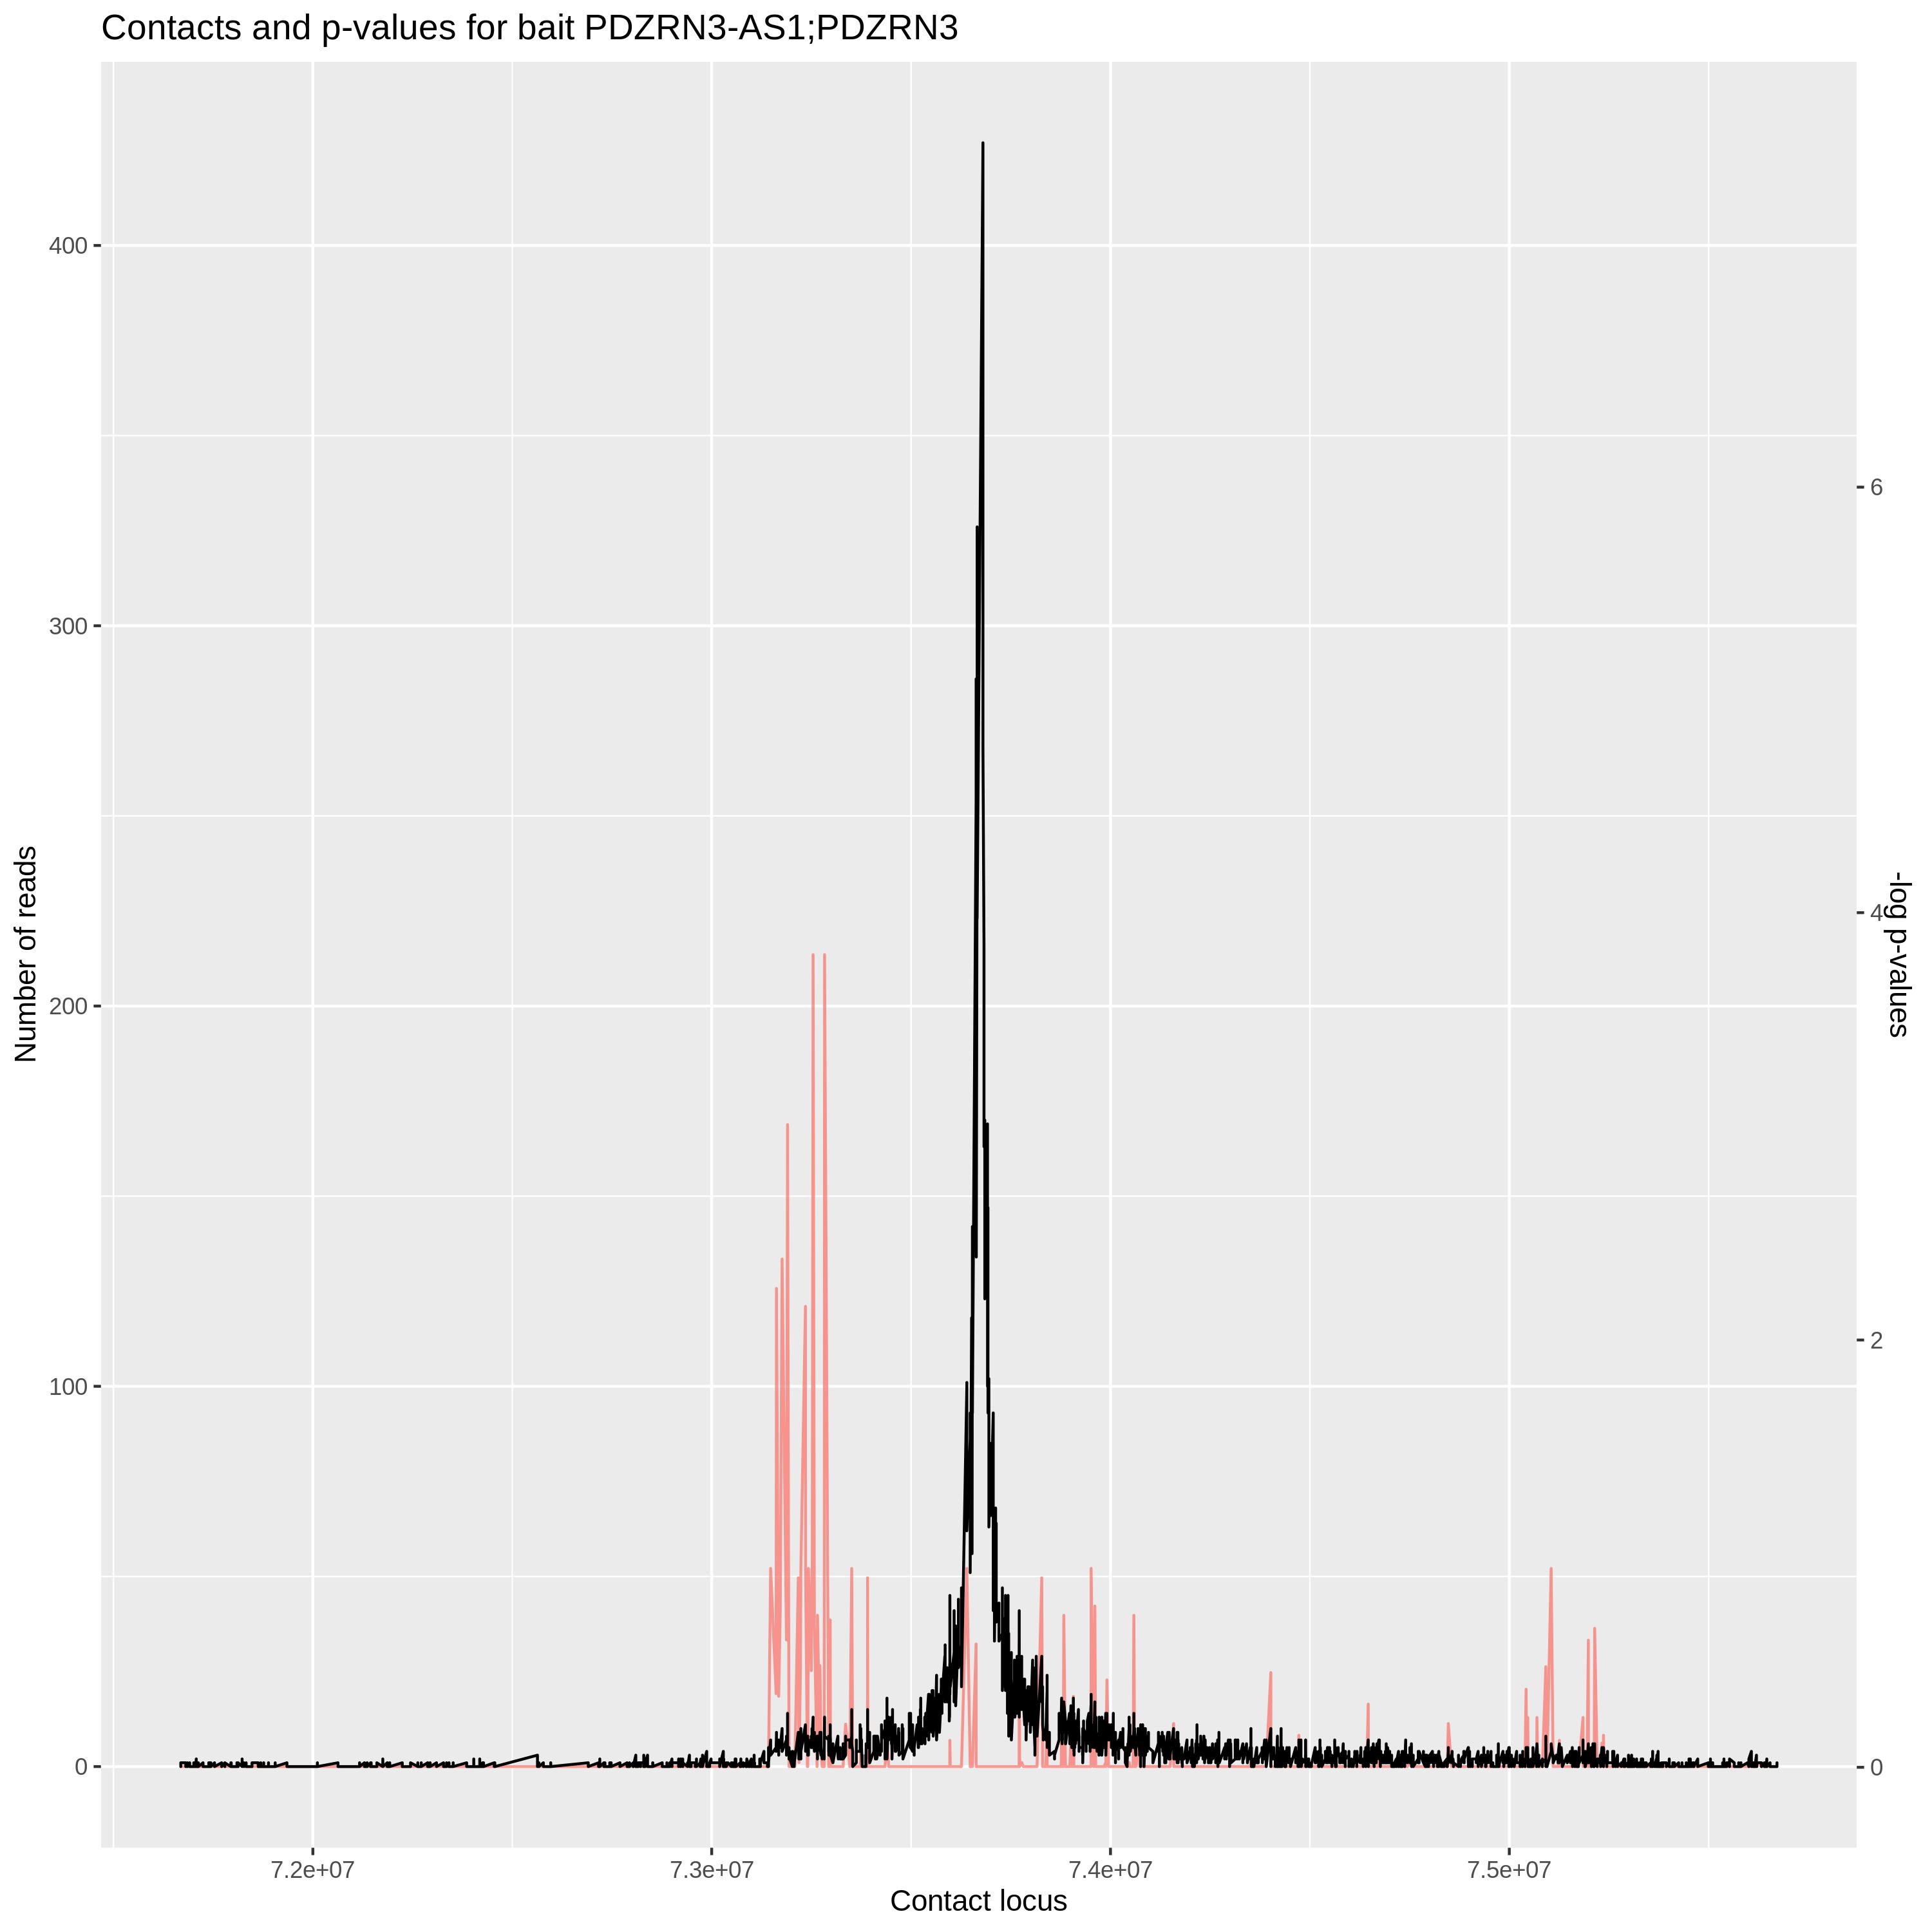 Contacts and p-values for bait PDZRN3-AS1;PDZRN3
400
300
200
100
0
Number of reads
6
4
2
0
-log p-values
7.2e+07
7.3e+07
7.4e+07
7.5e+07
Contact locus